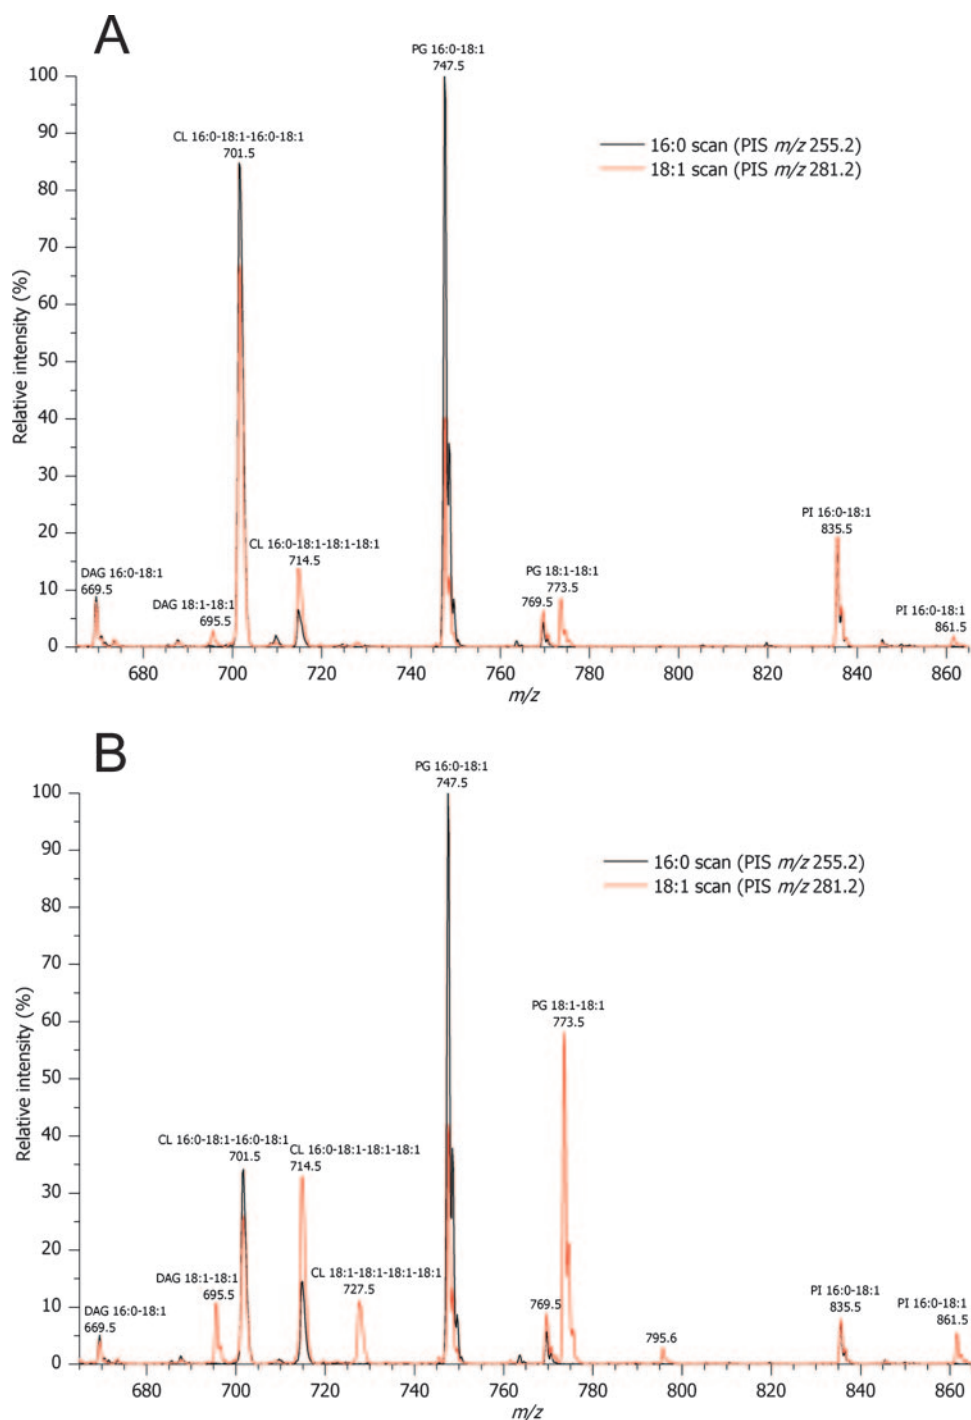 A
PG 16:0-18:1
747.5
CL 16:0-18:1-16:0-18:1
701.5
16:0 scan (PIS m/z 255.2)
18:1 scan (PIS m/z 281.2)
CL 16:0-18:1-18:1-18:1
714.5
DAG 16:0-18:1
669.5
DAG 18:1-18:1
695.5
PG 18:1-18:1
769.5 773.5
PI 16:0-18:1
835.5
PI 16:0-18:1
861.5
Relative intensity (%)
100
90
80
70
60
50
40
30
20
10
0
680 700 720 740 760 780 800 820 840 860
m/z
B
PG 16:0-18:1
747.5
16:0 scan (PIS m/z 255.2)
18:1 scan (PIS m/z 281.2)
PG 18:1-18:1
773.5
CL 16:0-18:1-16:0-18:1
701.5
CL 16:0-18:1-18:1-18:1
714.5
DAG 18:1-18:1
695.5
CL 18:1-18:1-18:1-18:1
727.5
DAG 16:0-18:1
669.5
769.5
795.6
PI 16:0-18:1
835.5
PI 16:0-18:1
861.5
Relative intensity (%)
100
90
80
70
60
50
40
30
20
10
0
680 700 720 740 760 780 800 820 840 860
m/z